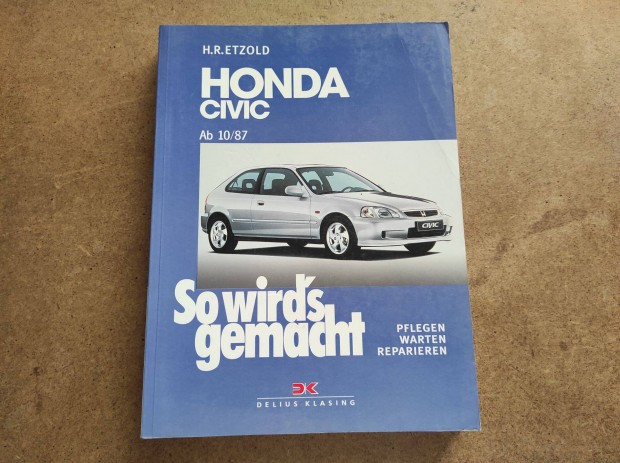 H.R.ETZOLD
HONDA
CIVIC
Ab 10/87
CIVIC
So wird's
gemacht
PFLEGEN
WARTEN
REPARIEREN
DK
DELIUS KLASING